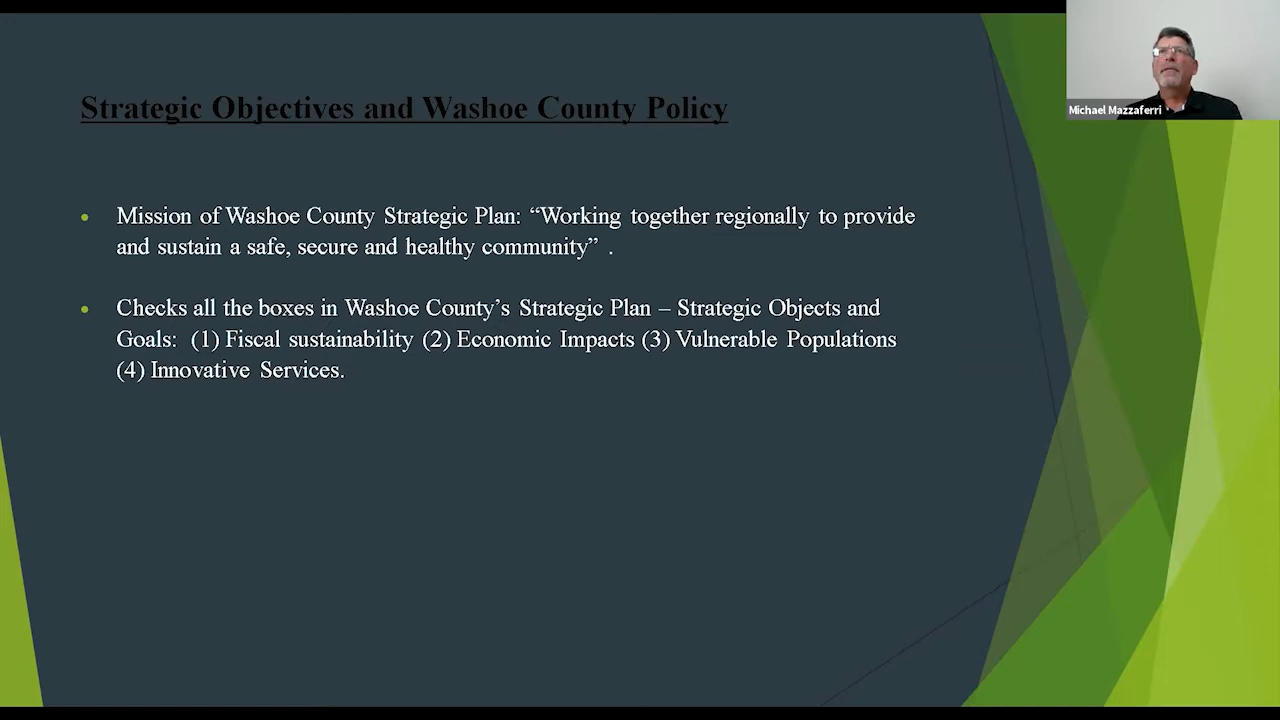 Strategic Objectives and Washoe County Policy
Michael Mazzaferri
• Mission of Washoe County Strategic Plan: “Working together regionally to provide
and sustain a safe, secure and healthy community” .
• Checks all the boxes in Washoe County’s Strategic Plan – Strategic Objects and
Goals: (1) Fiscal sustainability (2) Economic Impacts (3) Vulnerable Populations
(4) Innovative Services.